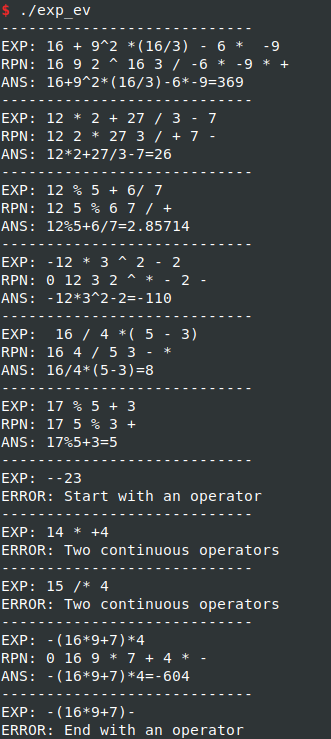 $ ./exp_ev
----------------------------
EXP: 16 + 9^2 *(16/3) - 6 *  -9
RPN: 16 9 2 ^ 16 3 / -6 * -9 * +
ANS: 16+9^2*(16/3)-6*-9=369
----------------------------
EXP: 12 * 2 + 27 / 3 - 7
RPN: 12 2 * 27 3 / + 7 -
ANS: 12*2+27/3-7=26
----------------------------
EXP: 12 % 5 + 6/ 7
RPN: 12 5 % 6 7 / +
ANS: 12%5+6/7=2.85714
----------------------------
EXP: -12 * 3 ^ 2 - 2
RPN: 0 12 3 2 ^ * - 2 -
ANS: -12*3^2-2=-110
----------------------------
EXP:  16 / 4 *( 5 - 3)
RPN: 16 4 / 5 3 - *
ANS: 16/4*(5-3)=8
----------------------------
EXP: 17 % 5 + 3
RPN: 17 5 % 3 +
ANS: 17%5+3=5
----------------------------
EXP: --23
ERROR: Start with an operator
----------------------------
EXP: 14 * +4
ERROR: Two continuous operators
----------------------------
EXP: 15 /* 4
ERROR: Two continuous operators
----------------------------
EXP: -(16*9+7)*4
RPN: 0 16 9 * 7 + 4 * -
ANS: -(16*9+7)*4=-604
----------------------------
EXP: -(16*9+7)-
ERROR: End with an operator